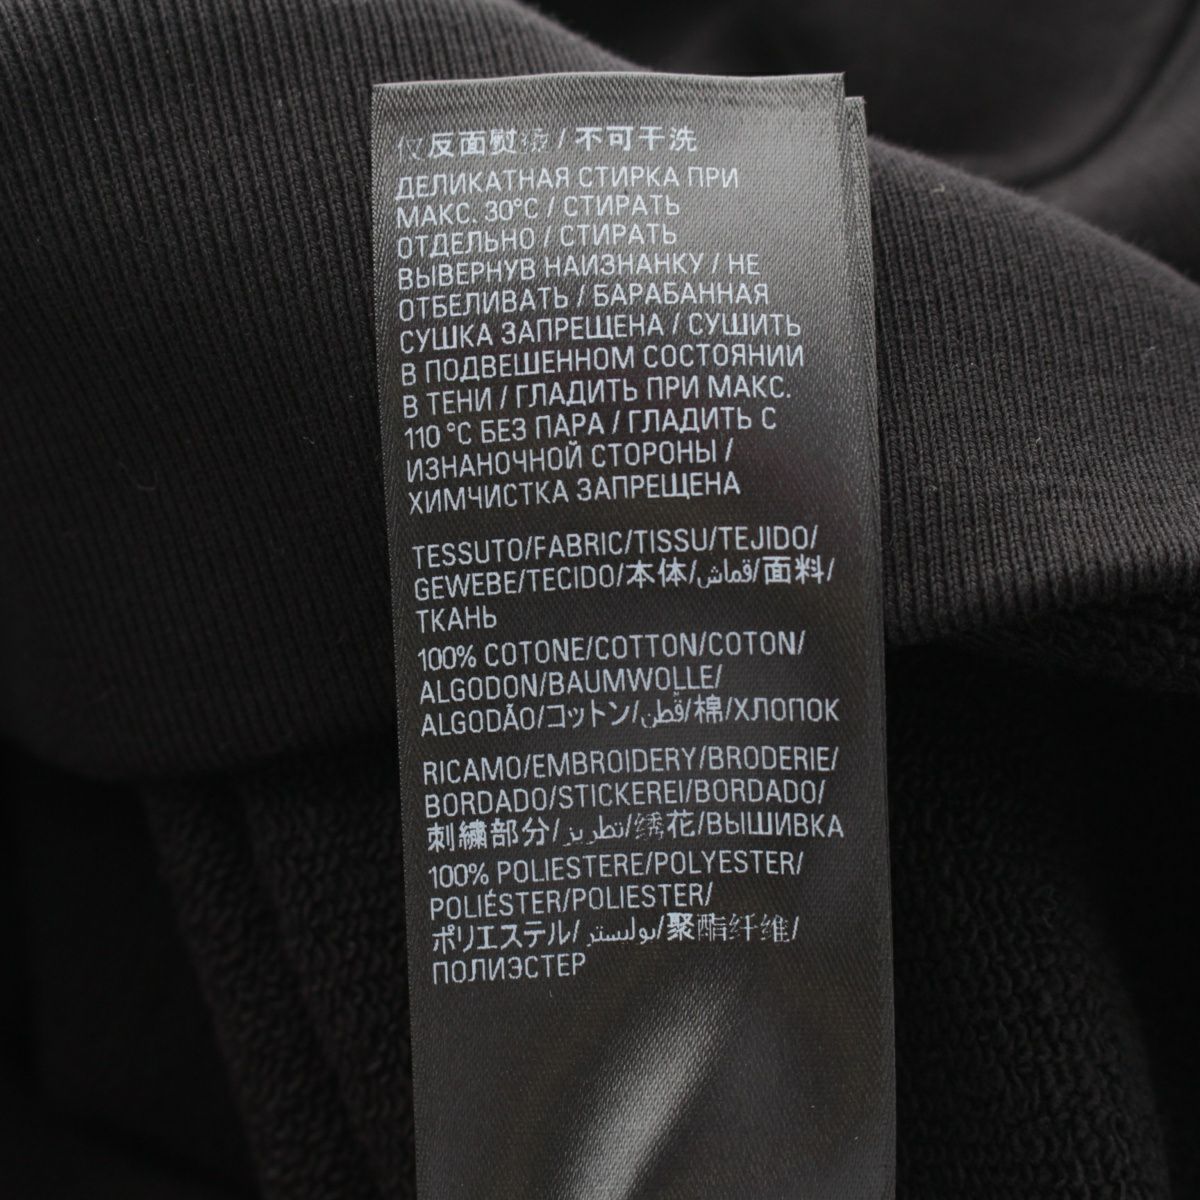 仅反面熨烫 / 不可干洗
ДЕЛИКАТНАЯ СТИРКА ПРИ
МАКС. 30°C / СТИРАТЬ
ОТДЕЛЬНО / СТИРАТЬ
ВЫВЕРНУВ НАИЗНАНКУ / НЕ
ОТБЕЛИВАТЬ / БАРАБАННАЯ
СУШКА ЗАПРЕЩЕНА / СУШИТЬ
В ПОДВЕШЕННОМ СОСТОЯНИИ
В ТЕНИ / ГЛАДИТЬ ПРИ МАКС.
110 °C БЕЗ ПАРА / ГЛАДИТЬ С
ИЗНАНОЧНОЙ СТОРОНЫ /
ХИМЧИСТКА ЗАПРЕЩЕНА
TESSUTO/FABRIC/TISSU/TEJIDO/
GEWEBE/TECIDO/本体/قماش/面料/
ТКАНЬ
100% COTONE/COTTON/COTON/
ALGODON/BAUMWOLLE/
ALGODÃO/コットン/قطن/棉/ХЛОПОК
RICAMO/EMBROIDERY/BRODERIE/
BORDADO/STICKEREI/BORDADO/
刺繍部分/تطريز/绣花/ВЫШИВКА
100% POLIESTERE/POLYESTER/
POLIÉSTER/POLIESTER/
ポリエステル/بوليستر/聚酯纤维/
ПОЛИЭСТЕР